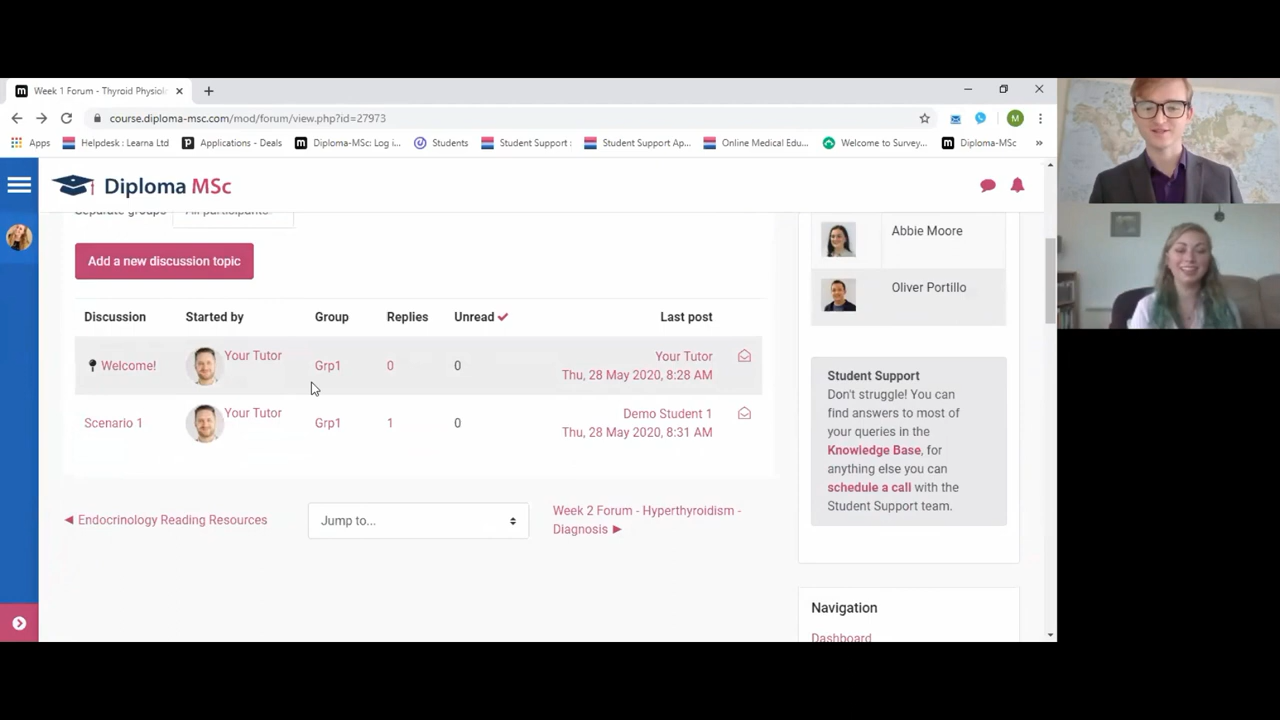 Week 1 Forum - Thyroid Physiol
course.diploma-msc.com/mod/forum/view.php?id=27973
M
Apps
Helpdesk : Learna Ltd
Applications - Deals
Diploma-MSc: Log i...
Students
Student Support :
Student Support Ap...
Online Medical Edu...
Welcome to Survey...
Diploma-MSc
»
Diploma MSc
Separate groups All participants
Add a new discussion topic
Discussion Started by Group Replies Unread Last post
Welcome! Your Tutor Grp1 0 0 Your Tutor
Thu, 28 May 2020, 8:28 AM
Scenario 1 Your Tutor Grp1 1 0 Demo Student 1
Thu, 28 May 2020, 8:31 AM
◀ Endocrinology Reading Resources
Jump to...
Week 2 Forum - Hyperthyroidism -
Diagnosis ▶
Abbie Moore
Oliver Portillo
Student Support
Don't struggle! You can
find answers to most of
your queries in the
Knowledge Base, for
anything else you can
schedule a call with the
Student Support team.
Navigation
Dashboard